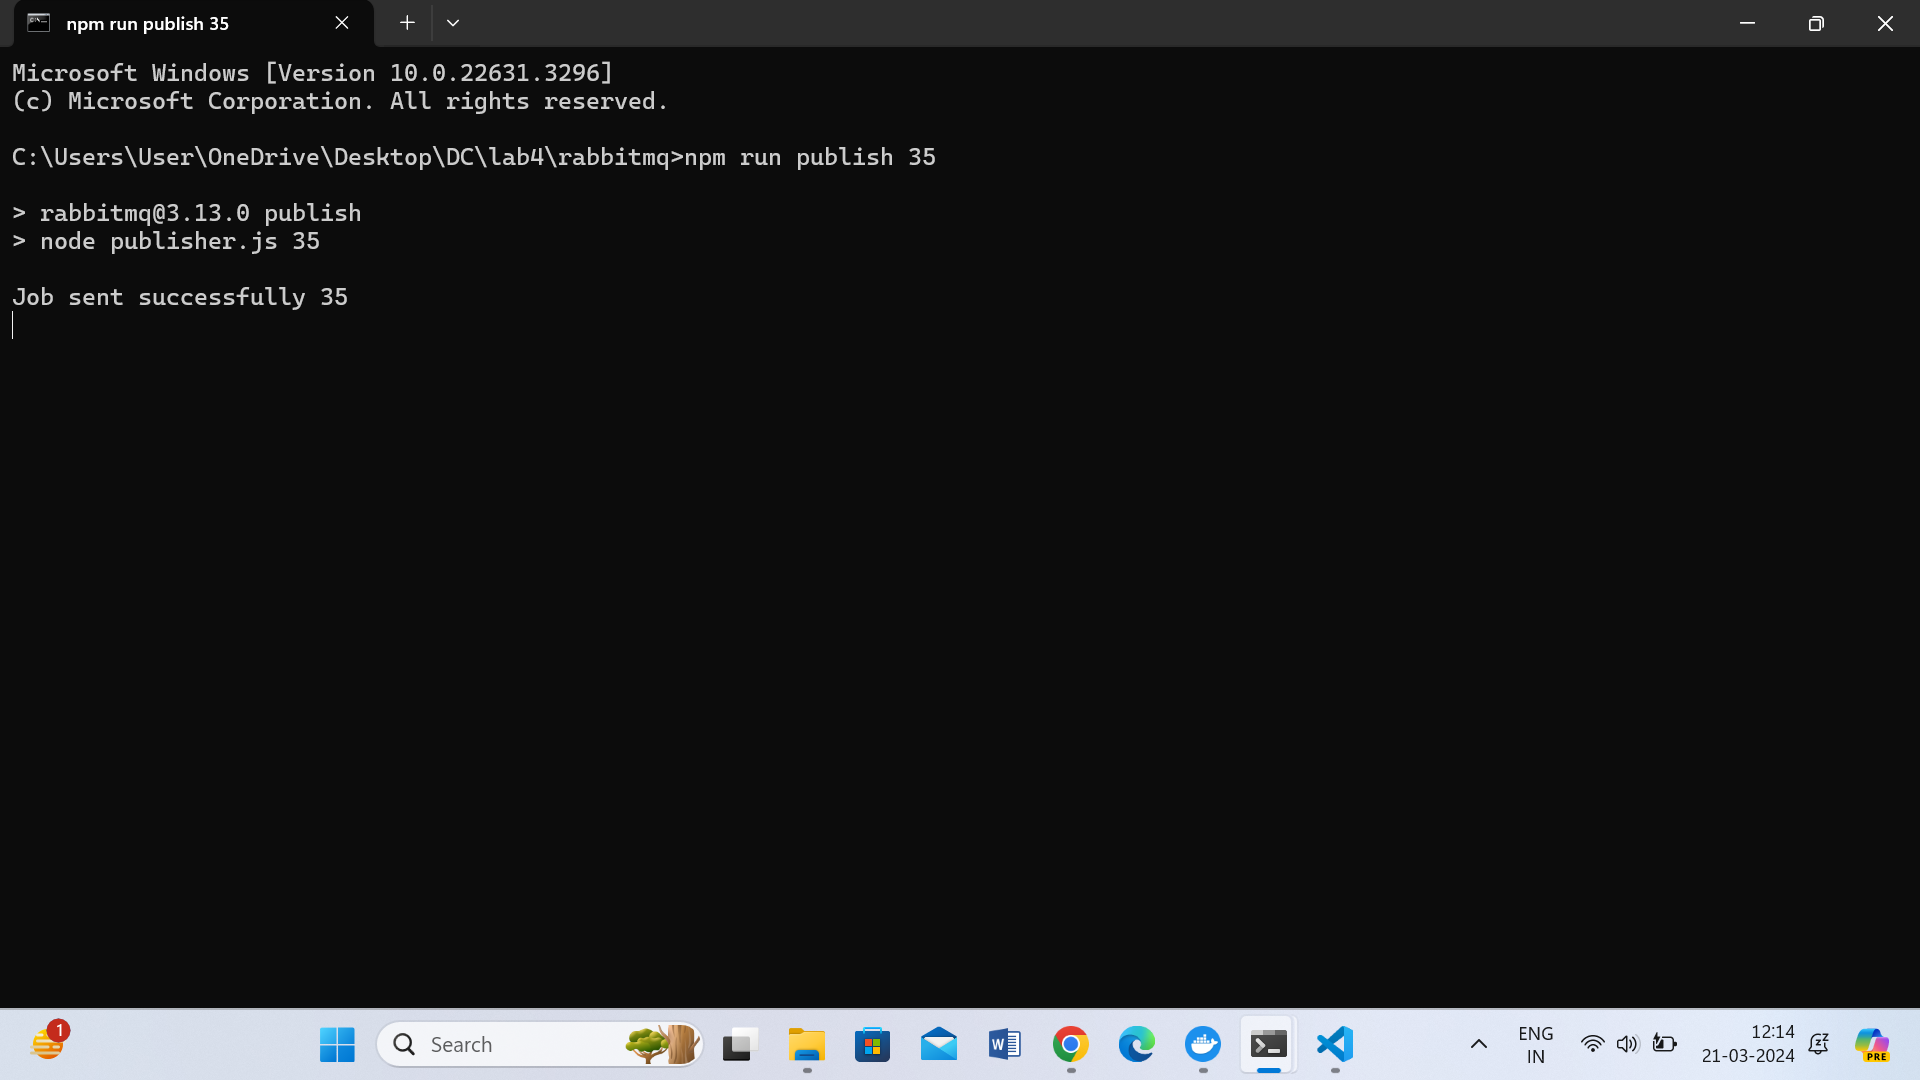 npm run publish 35
Microsoft Windows [Version 10.0.22631.3296]
(c) Microsoft Corporation. All rights reserved.
C:\Users\User\OneDrive\Desktop\DC\lab4\rabbitmq>npm run publish 35
> rabbitmq@3.13.0 publish
> node publisher.js 35
Job sent successfully 35
1
Search
W
ENG
IN
12:14
21-03-2024
PRE